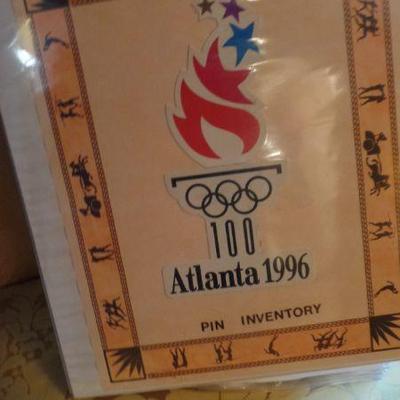 100
Atlanta 1996
PIN INVENTORY